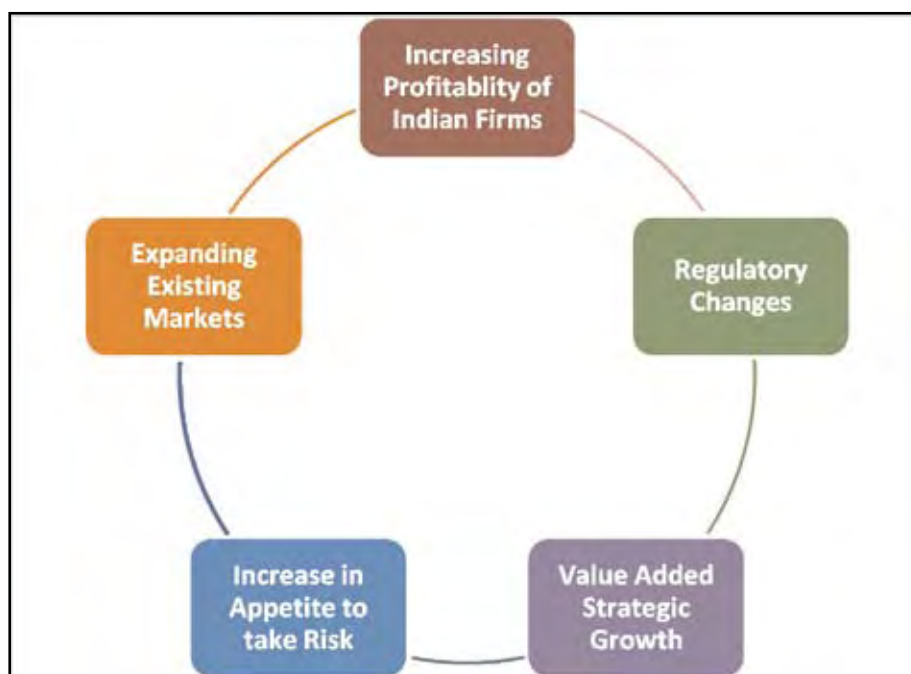 Increasing
Profitablity of
Indian Firms
Regulatory
Changes
Value Added
Strategic
Growth
Increase in
Appetite to
take Risk
Expanding
Existing
Markets